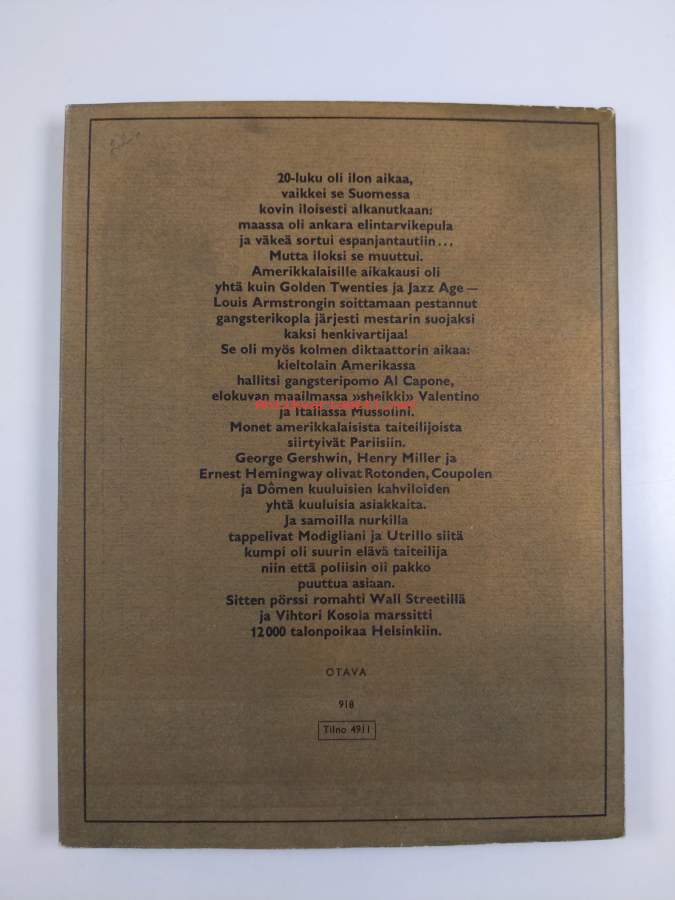 20-luku oli ilon aikaa,
vaikkei se Suomessa
kovin iloisesti alkanutkaan:
maassa oli ankara elintarvikepula
ja väkeä sortui espanjantautiin...
Mutta iloksi se muuttui.
Amerikkalaisille aikakausi oli
yhtä kuin Golden Twenties ja Jazz Age —
Louis Armstrongin soittamaan pestannut
gangsterikopla järjesti mestarin suojaksi
kaksi henkivartijaa!
Se oli myös kolmen diktaattorin aikaa:
kieltolain Amerikassa
hallitsi gangsteripomo Al Capone,
elokuvan maailmassa »sheikki» Valentino
ja Italiassa Mussolini.
Monet amerikkalaisista taiteilijoista
siirtyivät Pariisiin.
George Gershwin, Henry Miller ja
Ernest Hemingway olivat Rotonden, Coupolen
ja Dômen kuuluisien kahviloiden
yhtä kuuluisia asiakkaita.
Ja samoilla nurkilla
tappelivat Modigliani ja Utrillo siitä
kumpi oli suurin elävä taiteilija
niin että poliisin oli pakko
puuttua asiaan.
Sitten pörssi romahti Wall Streetillä
ja Vihtori Kosola marssitti
12000 talonpoikaa Helsinkiin.
OTAVA
918
Tilno 4911